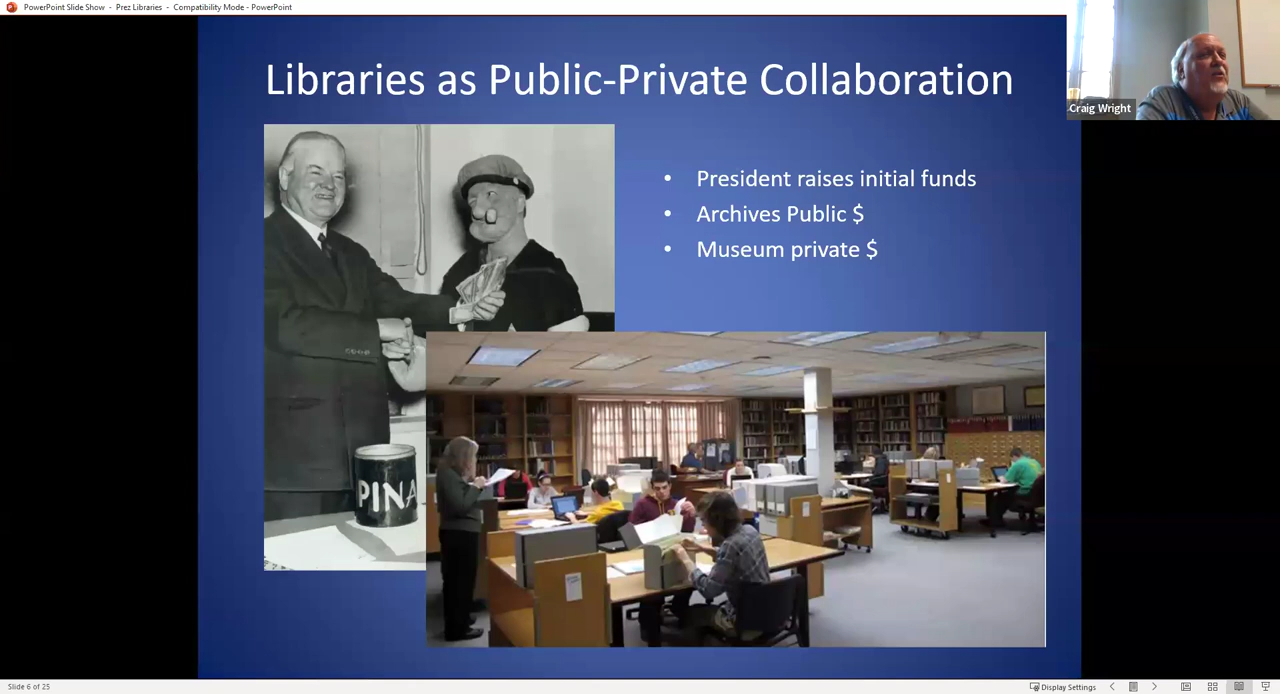 PowerPoint Slide Show - Prez Libraries - Compatibility Mode - PowerPoint
Libraries as Public-Private Collaboration
Craig Wright
• President raises initial funds
• Archives Public $
• Museum private $
PINA
Slide 6 of 25
Display Settings